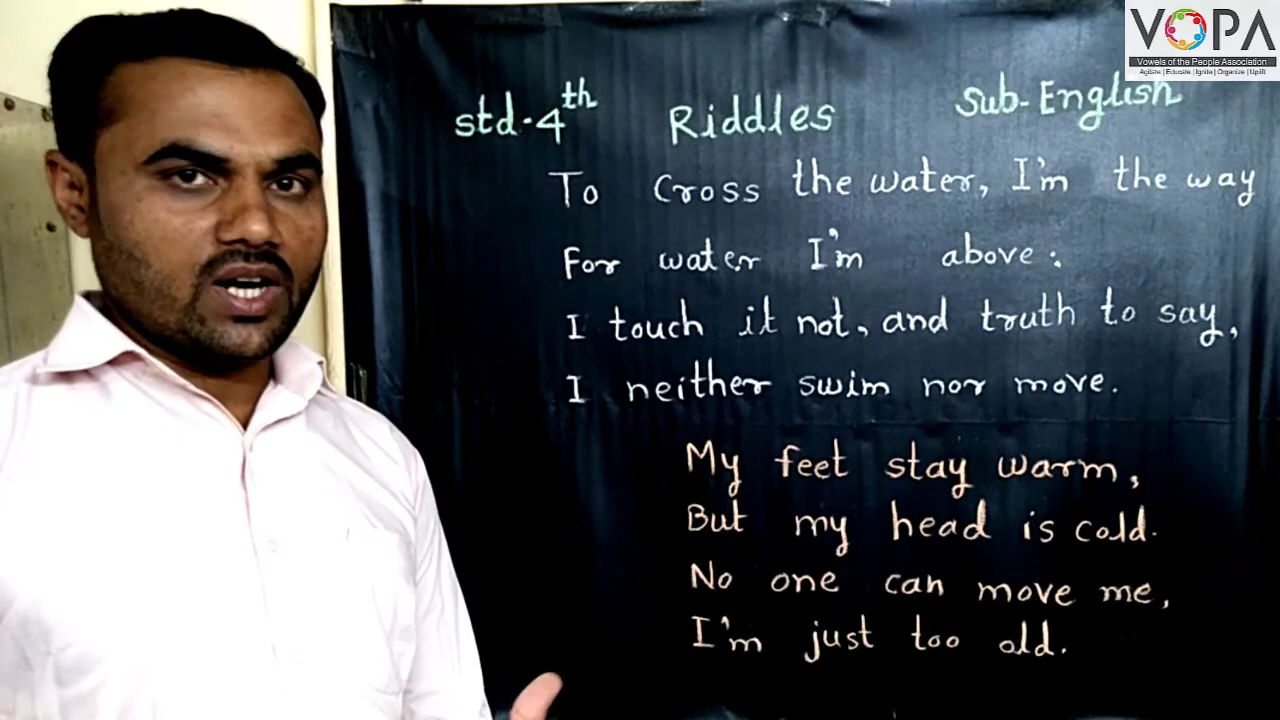 VOPA
Vowels of the People Association
Agitate | Educate | Ignite | Organize | Uplift
std-4th Riddles Sub-English
To Cross the water, I'm the way
For water I'm above:
I touch it not, and truth to say,
I neither swim nor move.
My feet stay warm,
But my head is cold.
No one can move me,
I'm just too old.